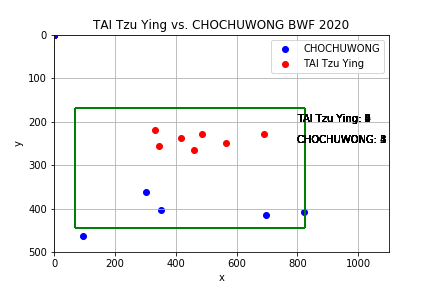 TAI Tzu Ying vs. CHOCHUWONG BWF 2020
CHOCHUWONG
TAI Tzu Ying
TAI Tzu Ying:
CHOCHUWONG:
y
0
100
200
300
400
500
0 200 400 600 800 1000
x